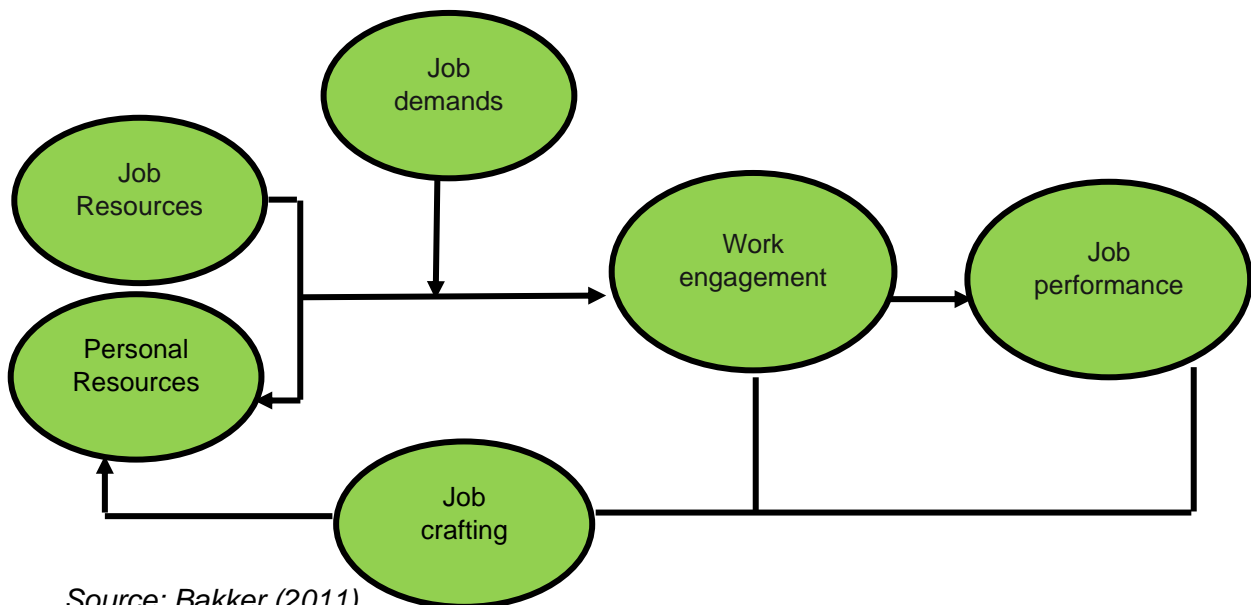 Job
demands
Job
Resources
Work
engagement
Job
performance
Personal
Resources
Job
crafting
Source: Bakker (2011)